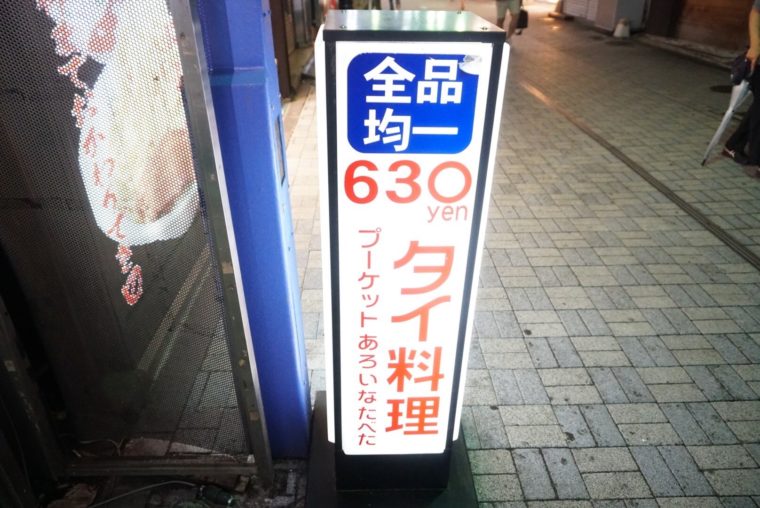 全品
均一
630
yen
タイ料理
プーケットあろいなたべた